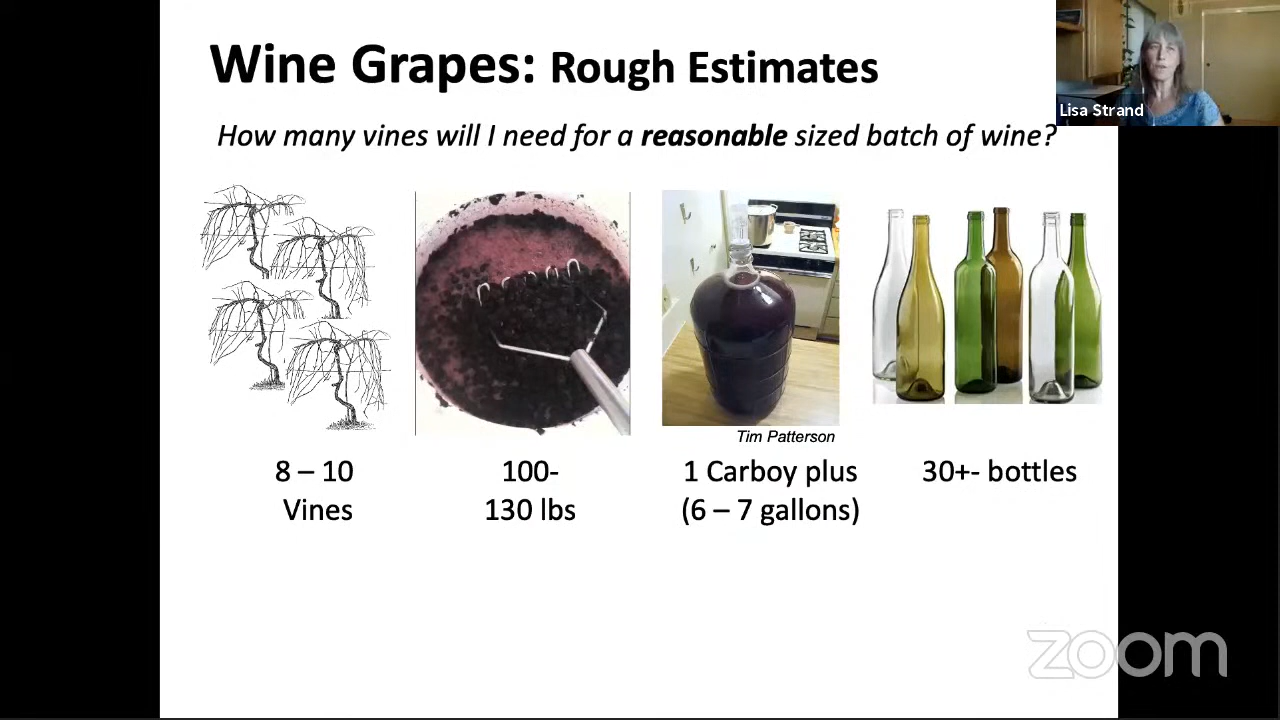 Wine Grapes: Rough Estimates
Lisa Strand
How many vines will I need for a reasonable sized batch of wine?
Tim Patterson
8 – 10
Vines
100-
130 lbs
1 Carboy plus
(6 – 7 gallons)
30+- bottles
zoom